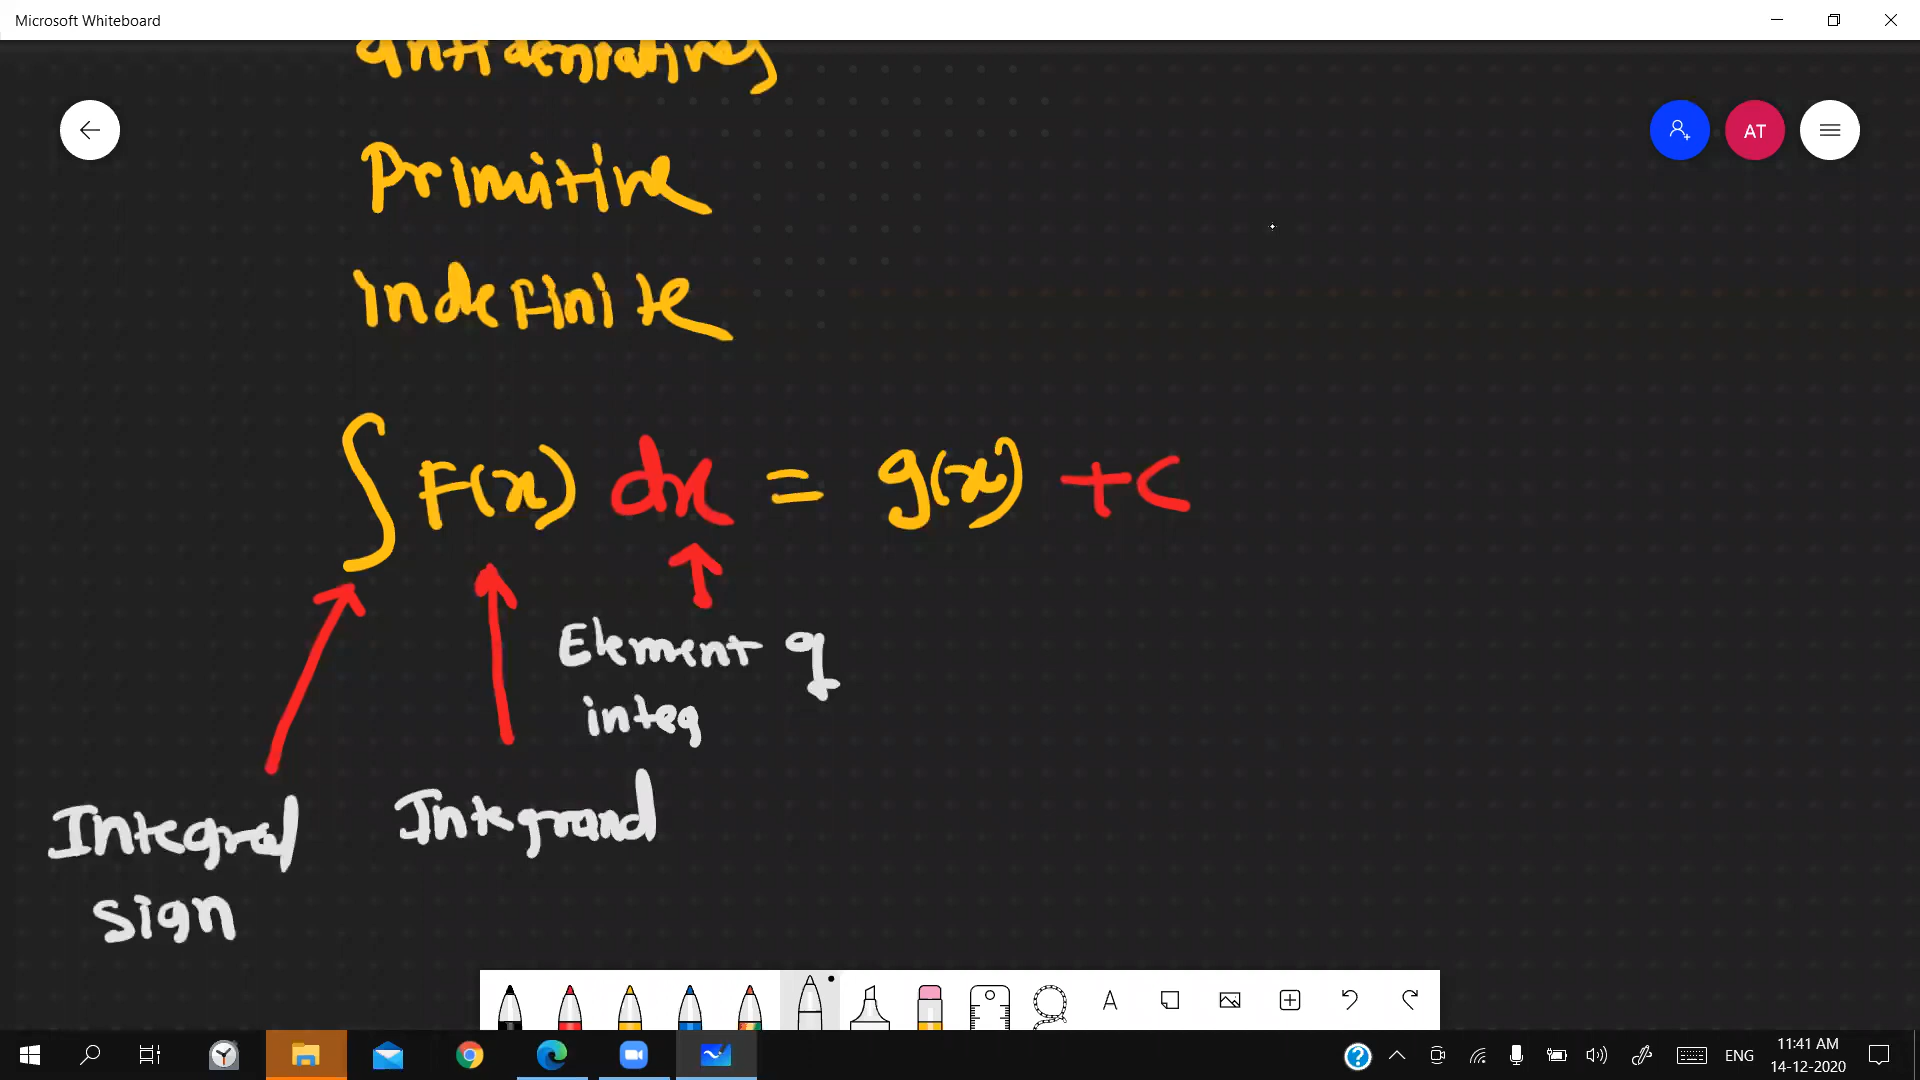 Microsoft Whiteboard
antiderivatives
AT
Primitive
indefinite
∫ F(x) dx = g(x) + c
Element of
integ
Integral
sign
Integrand
A
ENG
11:41 AM
14-12-2020